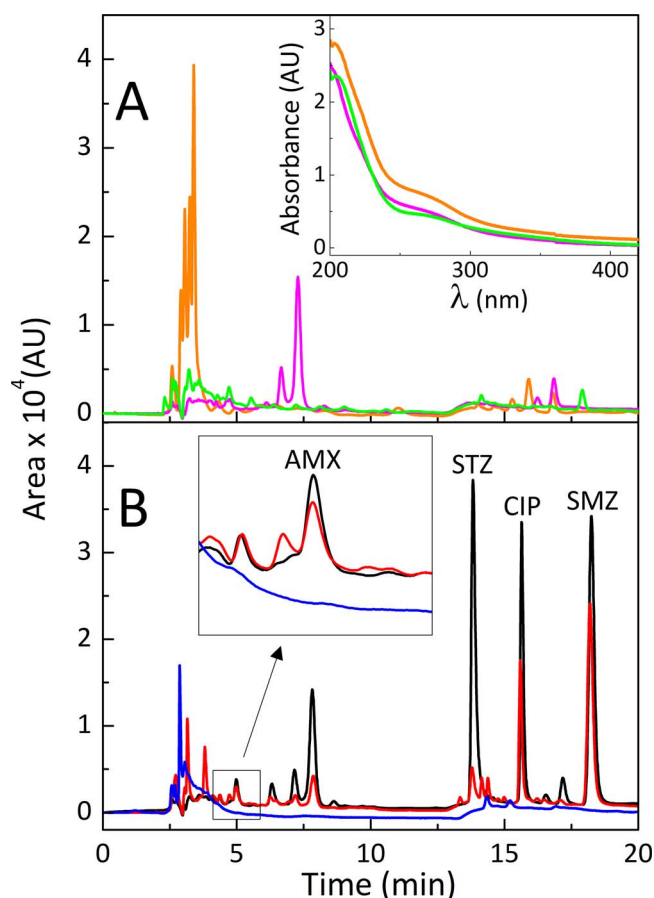 A
4
3
2
1
0
Absorbance (AU)
3
2
1
0
200 300 400
λ (nm)
Area x 10⁴(AU)
B
AMX
STZ
CIP
SMZ
4
3
2
1
0
0 5 10 15 20
Time (min)